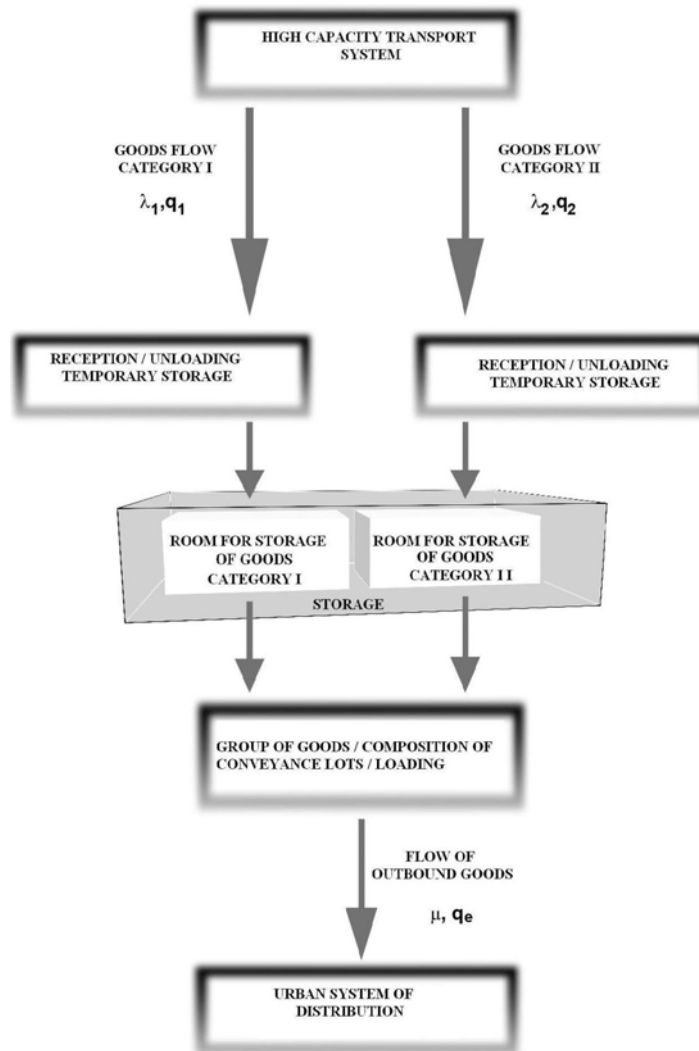 HIGH CAPACITY TRANSPORT
SYSTEM
GOODS FLOW
CATEGORY I
λ1,q1
GOODS FLOW
CATEGORY II
λ2,q2
RECEPTION / UNLOADING
TEMPORARY STORAGE
RECEPTION / UNLOADING
TEMPORARY STORAGE
ROOM FOR STORAGE
OF GOODS
CATEGORY I
ROOM FOR STORAGE
OF GOODS
CATEGORY I I
STORAGE
GROUP OF GOODS / COMPOSITION OF
CONVEYANCE LOTS / LOADING
FLOW OF
OUTBOUND GOODS
μ, qe
URBAN SYSTEM OF
DISTRIBUTION